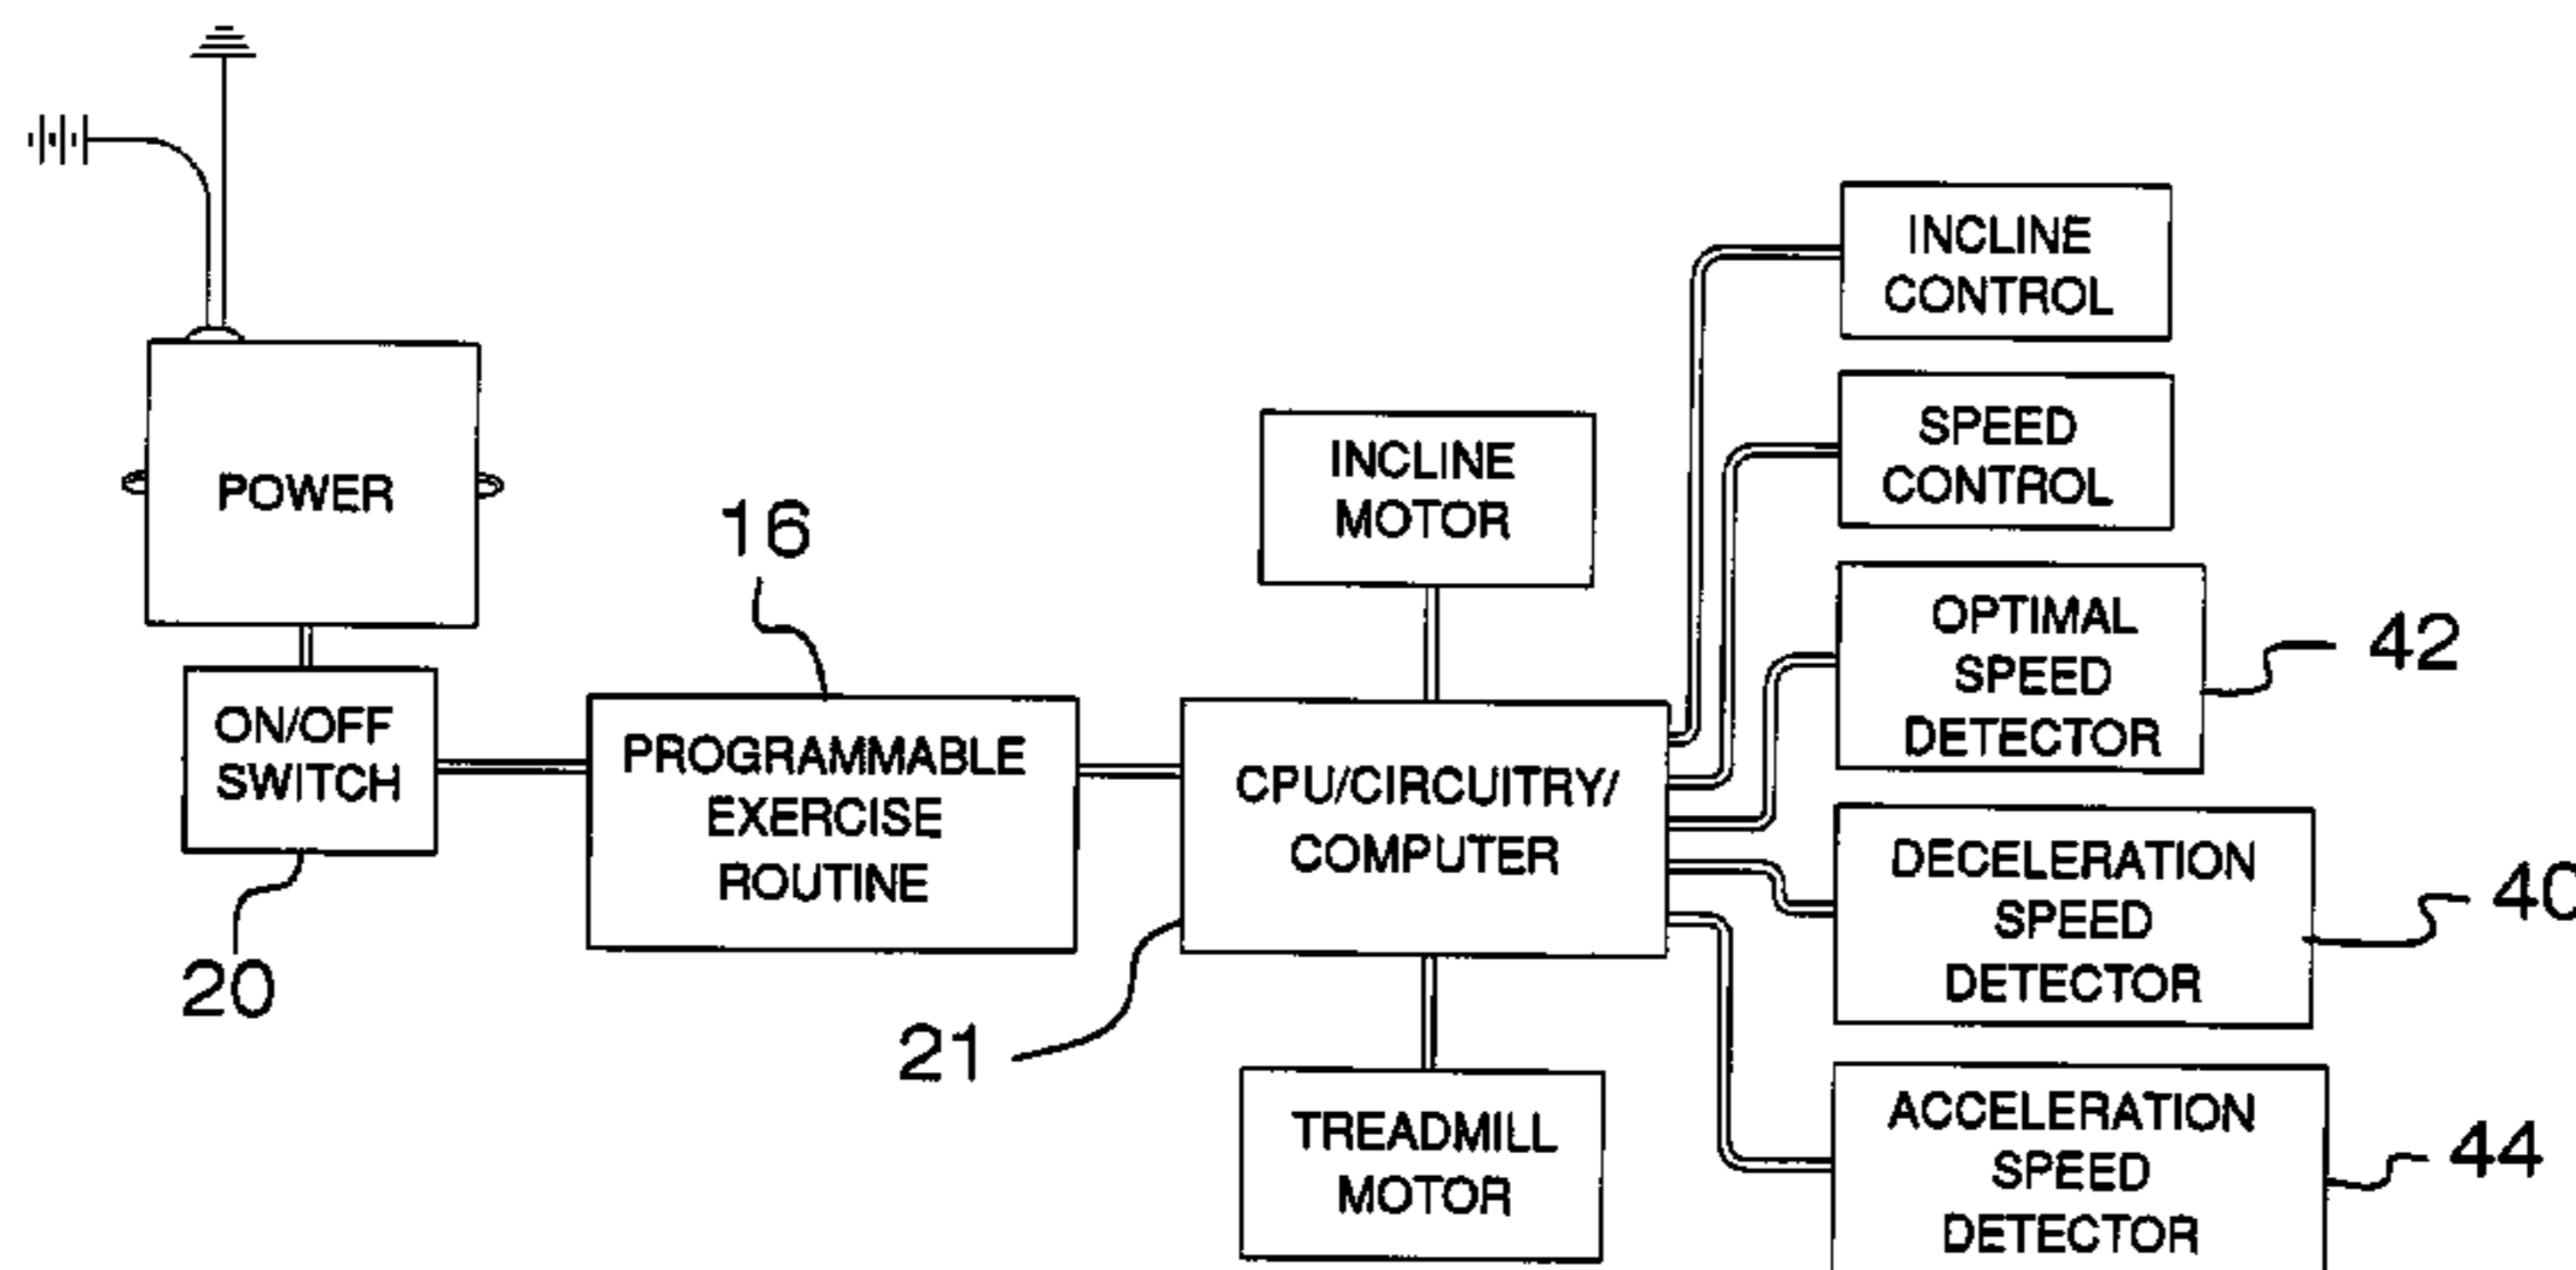 POWER
ON/OFF
SWITCH
20
16
PROGRAMMABLE
EXERCISE
ROUTINE
INCLINE
MOTOR
CPU/CIRCUITRY/
COMPUTER
21
TREADMILL
MOTOR
INCLINE
CONTROL
SPEED
CONTROL
OPTIMAL
SPEED
DETECTOR
42
DECELERATION
SPEED
DETECTOR
40
ACCELERATION
SPEED
DETECTOR
44